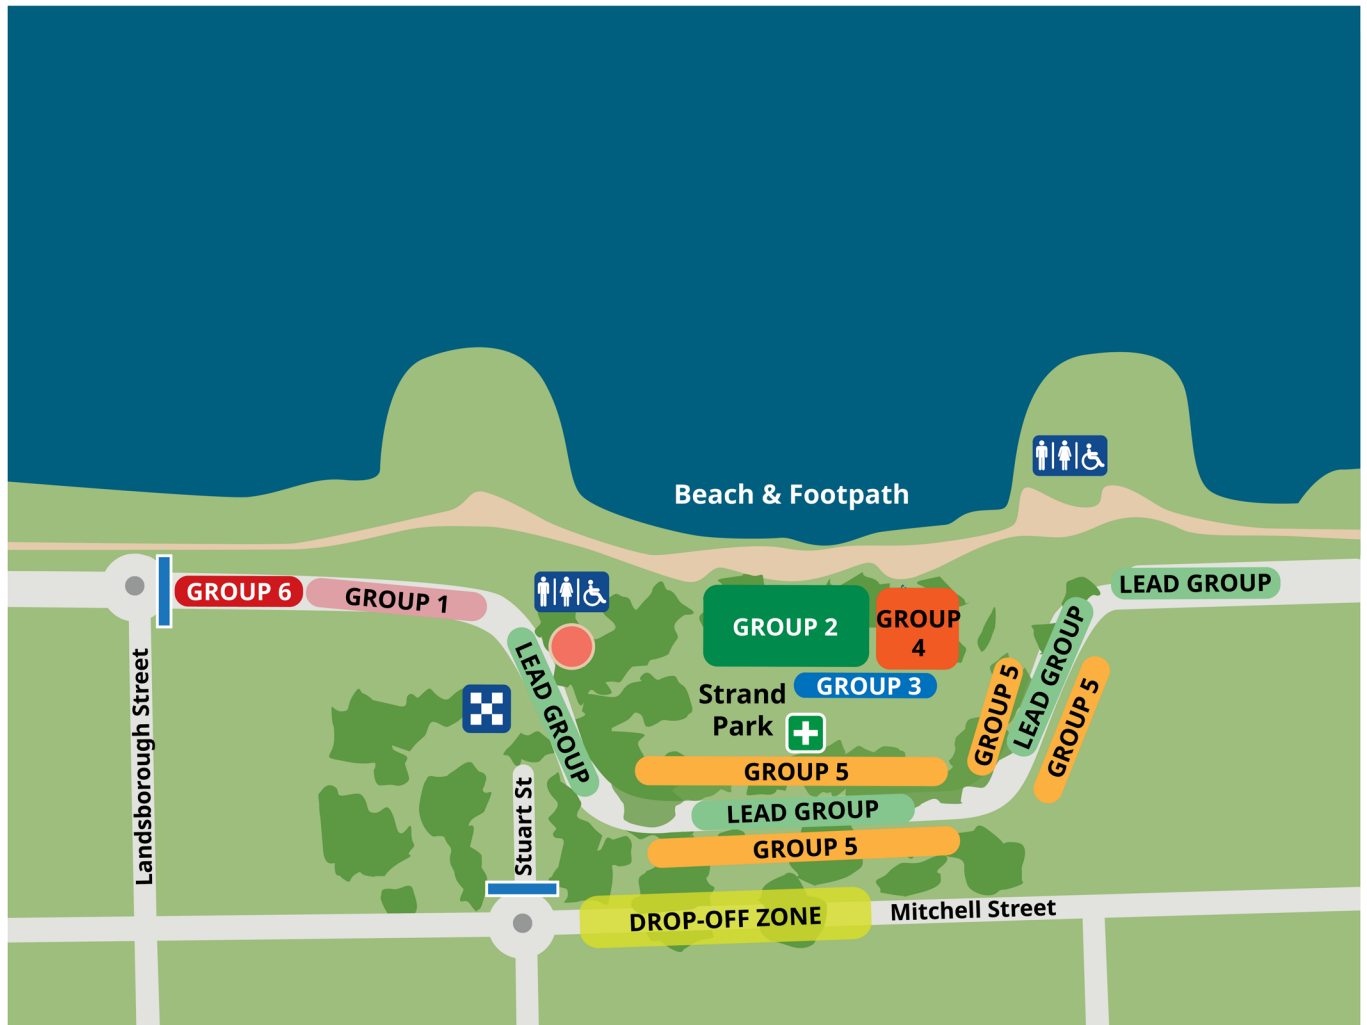 Beach & Footpath
GROUP 6
GROUP 1
LEAD GROUP
GROUP 2
GROUP
4
GROUP 3
Strand
Park
GROUP 5
LEAD GROUP
GROUP 5
GROUP 5
LEAD GROUP
GROUP 5
LEAD GROUP
Landsborough Street
Stuart St
DROP-OFF ZONE
Mitchell Street